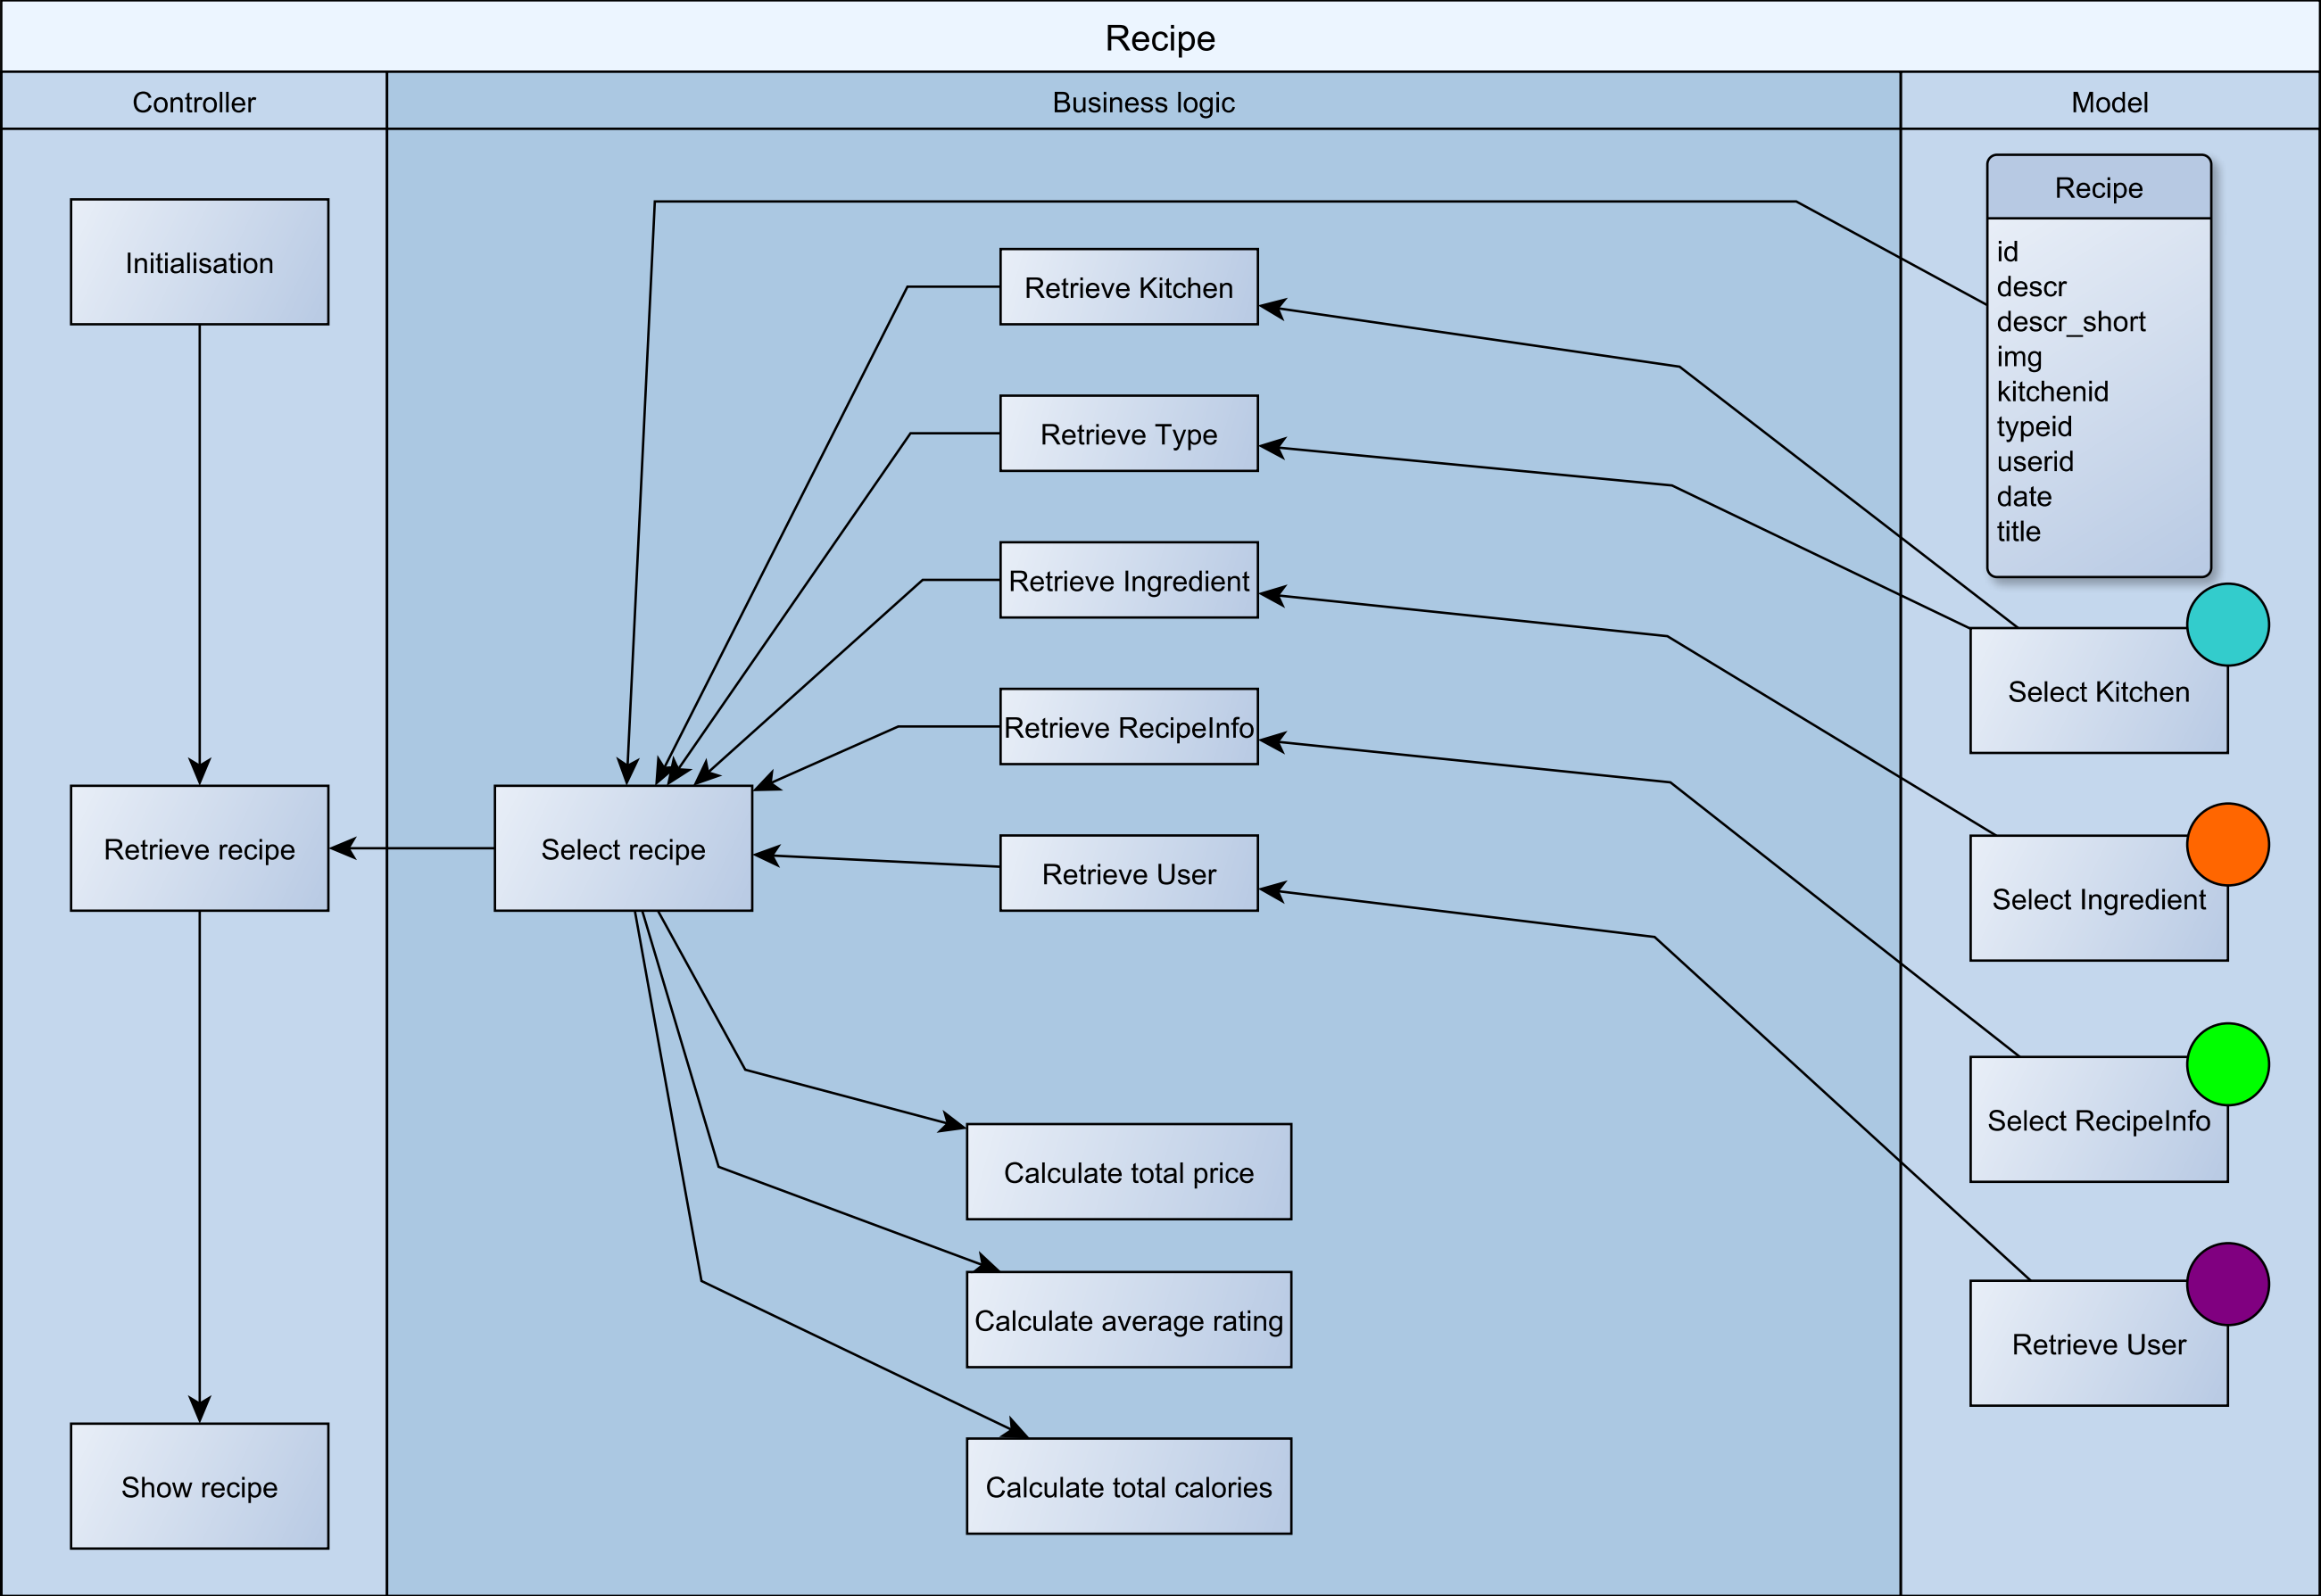 Recipe
Controller
Business logic
Model
Initialisation
Retrieve recipe
Show recipe
Select recipe
Retrieve Kitchen
Retrieve Type
Retrieve Ingredient
Retrieve RecipeInfo
Retrieve User
Calculate total price
Calculate average rating
Calculate total calories
Recipe
id
descr
descr_short
img
kitchenid
typeid
userid
date
title
Select Kitchen
Select Ingredient
Select RecipeInfo
Retrieve User